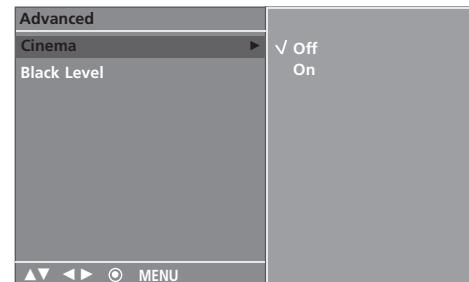 Advanced
Cinema ▶
√ Off
On
Black Level
▲▼ ◀▶ ◉ MENU